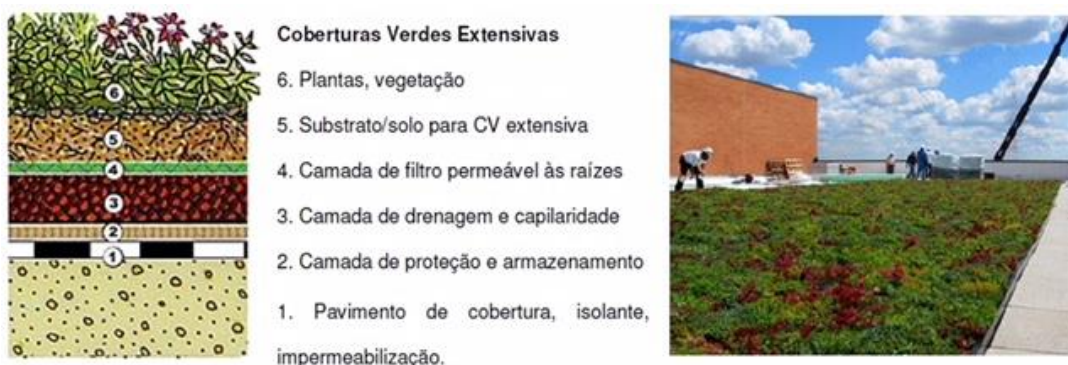 Coberturas Verdes Extensivas
6. Plantas, vegetação
5. Substrato/solo para CV extensiva
4. Camada de filtro permeável às raízes
3. Camada de drenagem e capilaridade
2. Camada de proteção e armazenamento
1. Pavimento de cobertura, isolante,
impermeabilização.
6
5
4
3
2
1